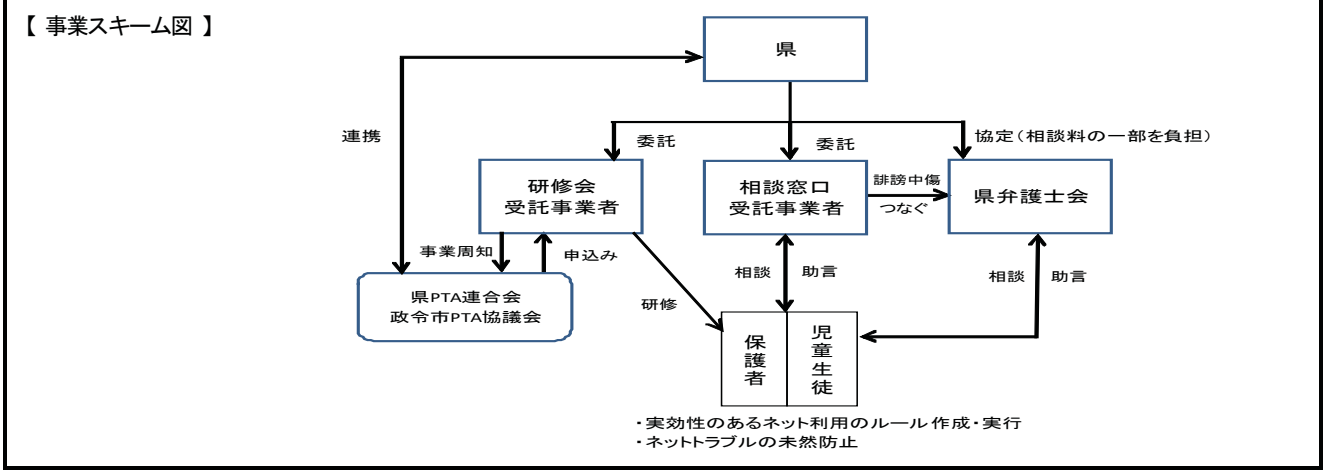 【 事業スキーム図 】
県
連携
委託
委託
協定(相談料の一部を負担)
研修会
受託事業者
相談窓口
受託事業者
誹謗中傷
つなぐ
県弁護士会
事業周知
申込み
県PTA連合会
政令市PTA協議会
研修
相談
助言
相談
助言
保護者
児童生徒
・実効性のあるネット利用のルール作成・実行
・ネットトラブルの未然防止